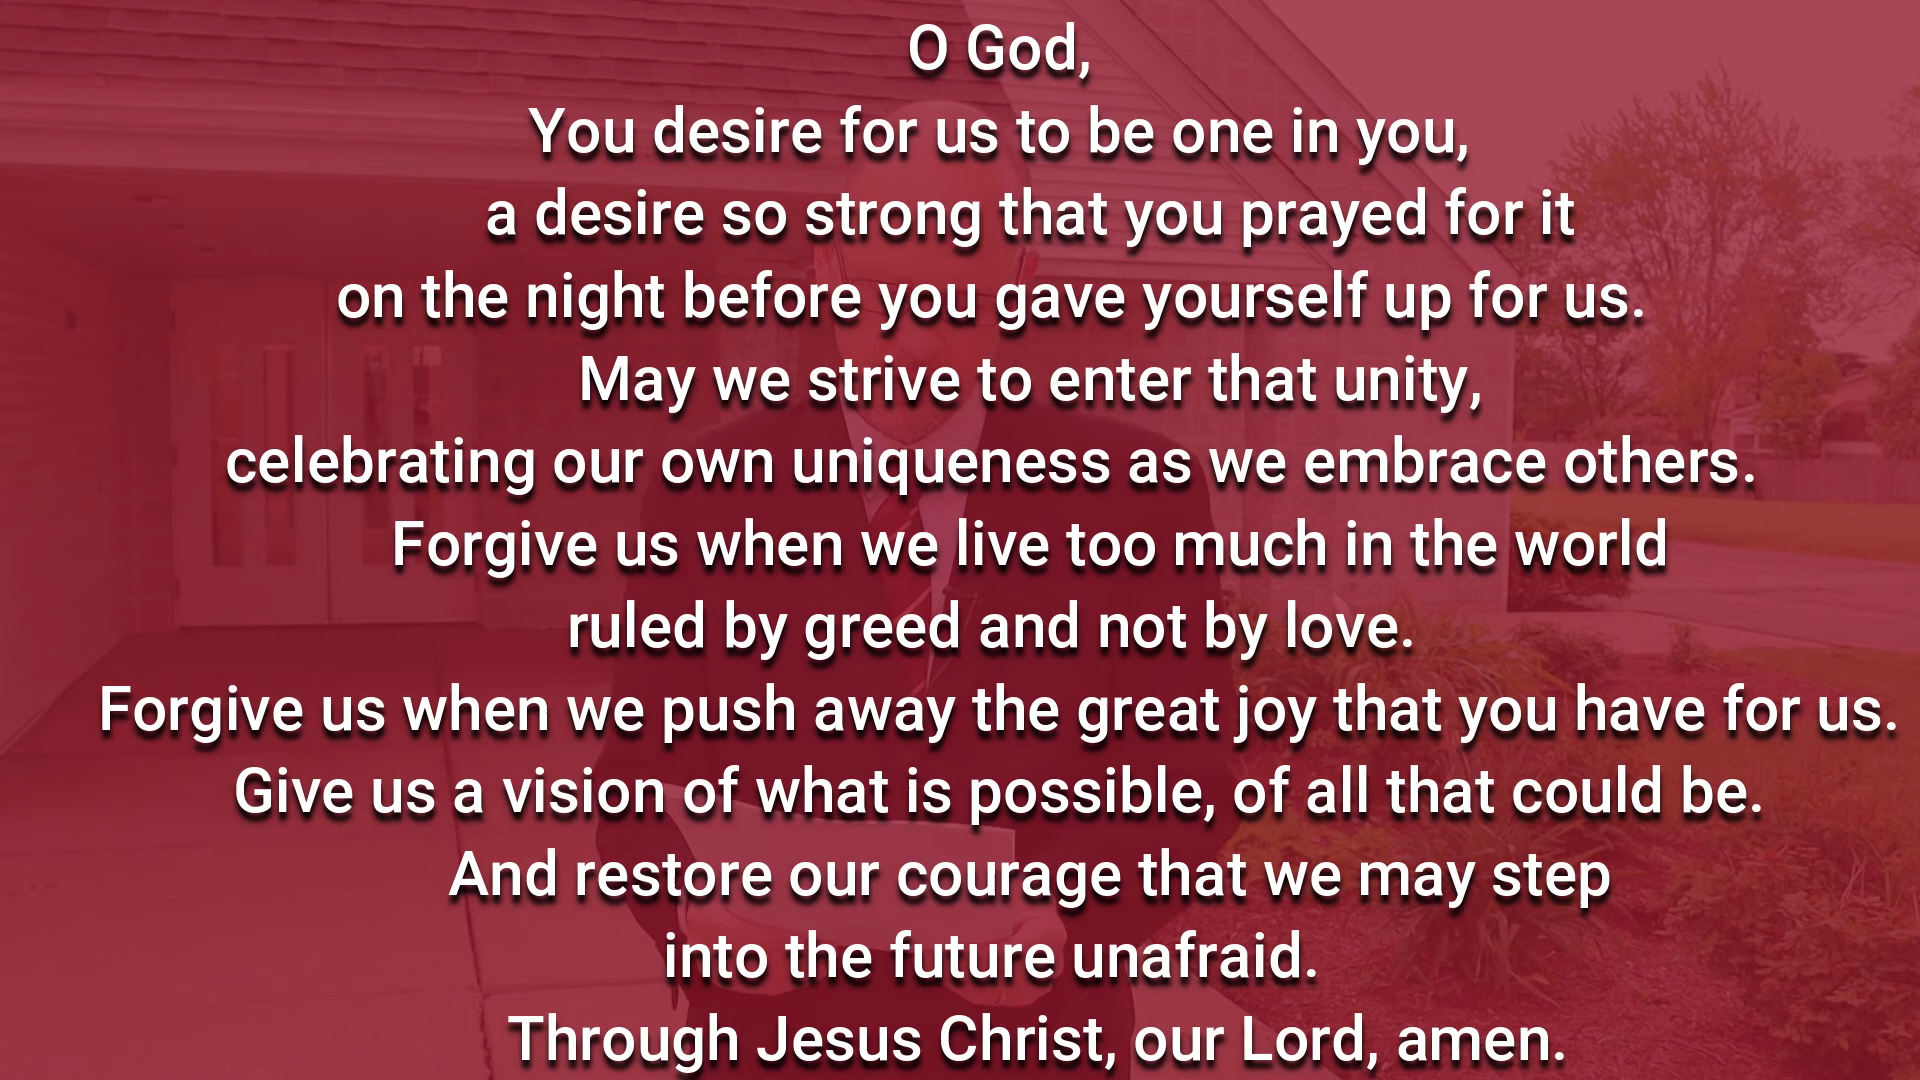 O God,
You desire for us to be one in you,
a desire so strong that you prayed for it
on the night before you gave yourself up for us.
May we strive to enter that unity,
celebrating our own uniqueness as we embrace others.
Forgive us when we live too much in the world
ruled by greed and not by love.
Forgive us when we push away the great joy that you have for us.
Give us a vision of what is possible, of all that could be.
And restore our courage that we may step
into the future unafraid.
Through Jesus Christ, our Lord, amen.